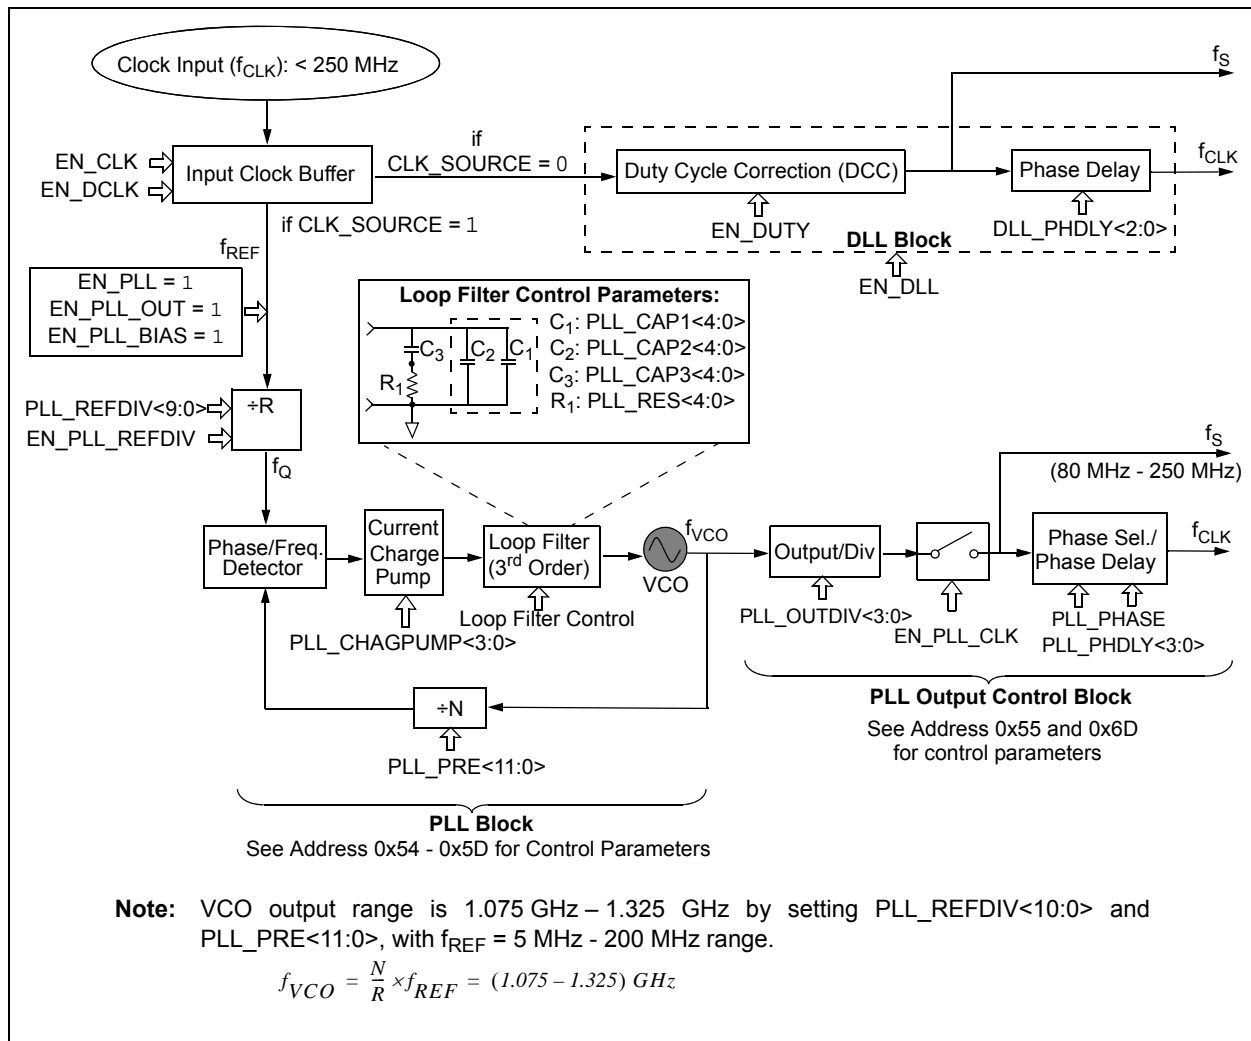 Clock Input (fCLK): < 250 MHz
fS
if
CLK_SOURCE = 0
EN_CLK
EN_DCLK
Input Clock Buffer
Duty Cycle Correction (DCC)
Phase Delay
fCLK
EN_DUTY
DLL_PHDLY<2:0>
DLL Block
EN_DLL
if CLK_SOURCE = 1
fREF
EN_PLL = 1
EN_PLL_OUT = 1
EN_PLL_BIAS = 1
Loop Filter Control Parameters:
C3
C2
C1
R1
C1: PLL_CAP1<4:0>
C2: PLL_CAP2<4:0>
C3: PLL_CAP3<4:0>
R1: PLL_RES<4:0>
PLL_REFDIV<9:0>
EN_PLL_REFDIV
÷R
fQ
Phase/Freq.
Detector
Current
Charge
Pump
Loop Filter
(3rd Order)
fVCO
VCO
Output/Div
fS
(80 MHz - 250 MHz)
Phase Sel./
Phase Delay
fCLK
PLL_CHAGPUMP<3:0>
Loop Filter Control
PLL_OUTDIV<3:0>
EN_PLL_CLK
PLL_PHASE
PLL_PHDLY<3:0>
÷N
PLL_PRE<11:0>
PLL Output Control Block
See Address 0x55 and 0x6D
for control parameters
PLL Block
See Address 0x54 - 0x5D for Control Parameters
Note: VCO output range is 1.075 GHz – 1.325 GHz by setting PLL_REFDIV<10:0> and
PLL_PRE<11:0>, with fREF = 5 MHz - 200 MHz range.
fVCO = N/R × fREF = (1.075 – 1.325) GHz